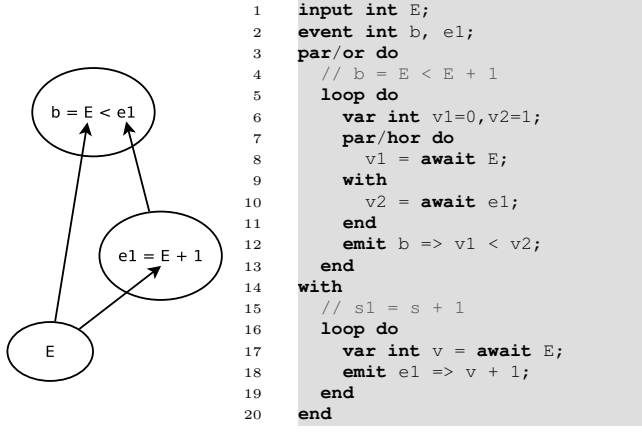 b = E < e1
e1 = E + 1
E
1 input int E;
2 event int b, e1;
3 par/or do
4 // b = E < E + 1
5 loop do
6 var int v1=0,v2=1;
7 par/hor do
8 v1 = await E;
9 with
10 v2 = await e1;
11 end
12 emit b => v1 < v2;
13 end
14 with
15 // s1 = s + 1
16 loop do
17 var int v = await E;
18 emit e1 => v + 1;
19 end
20 end